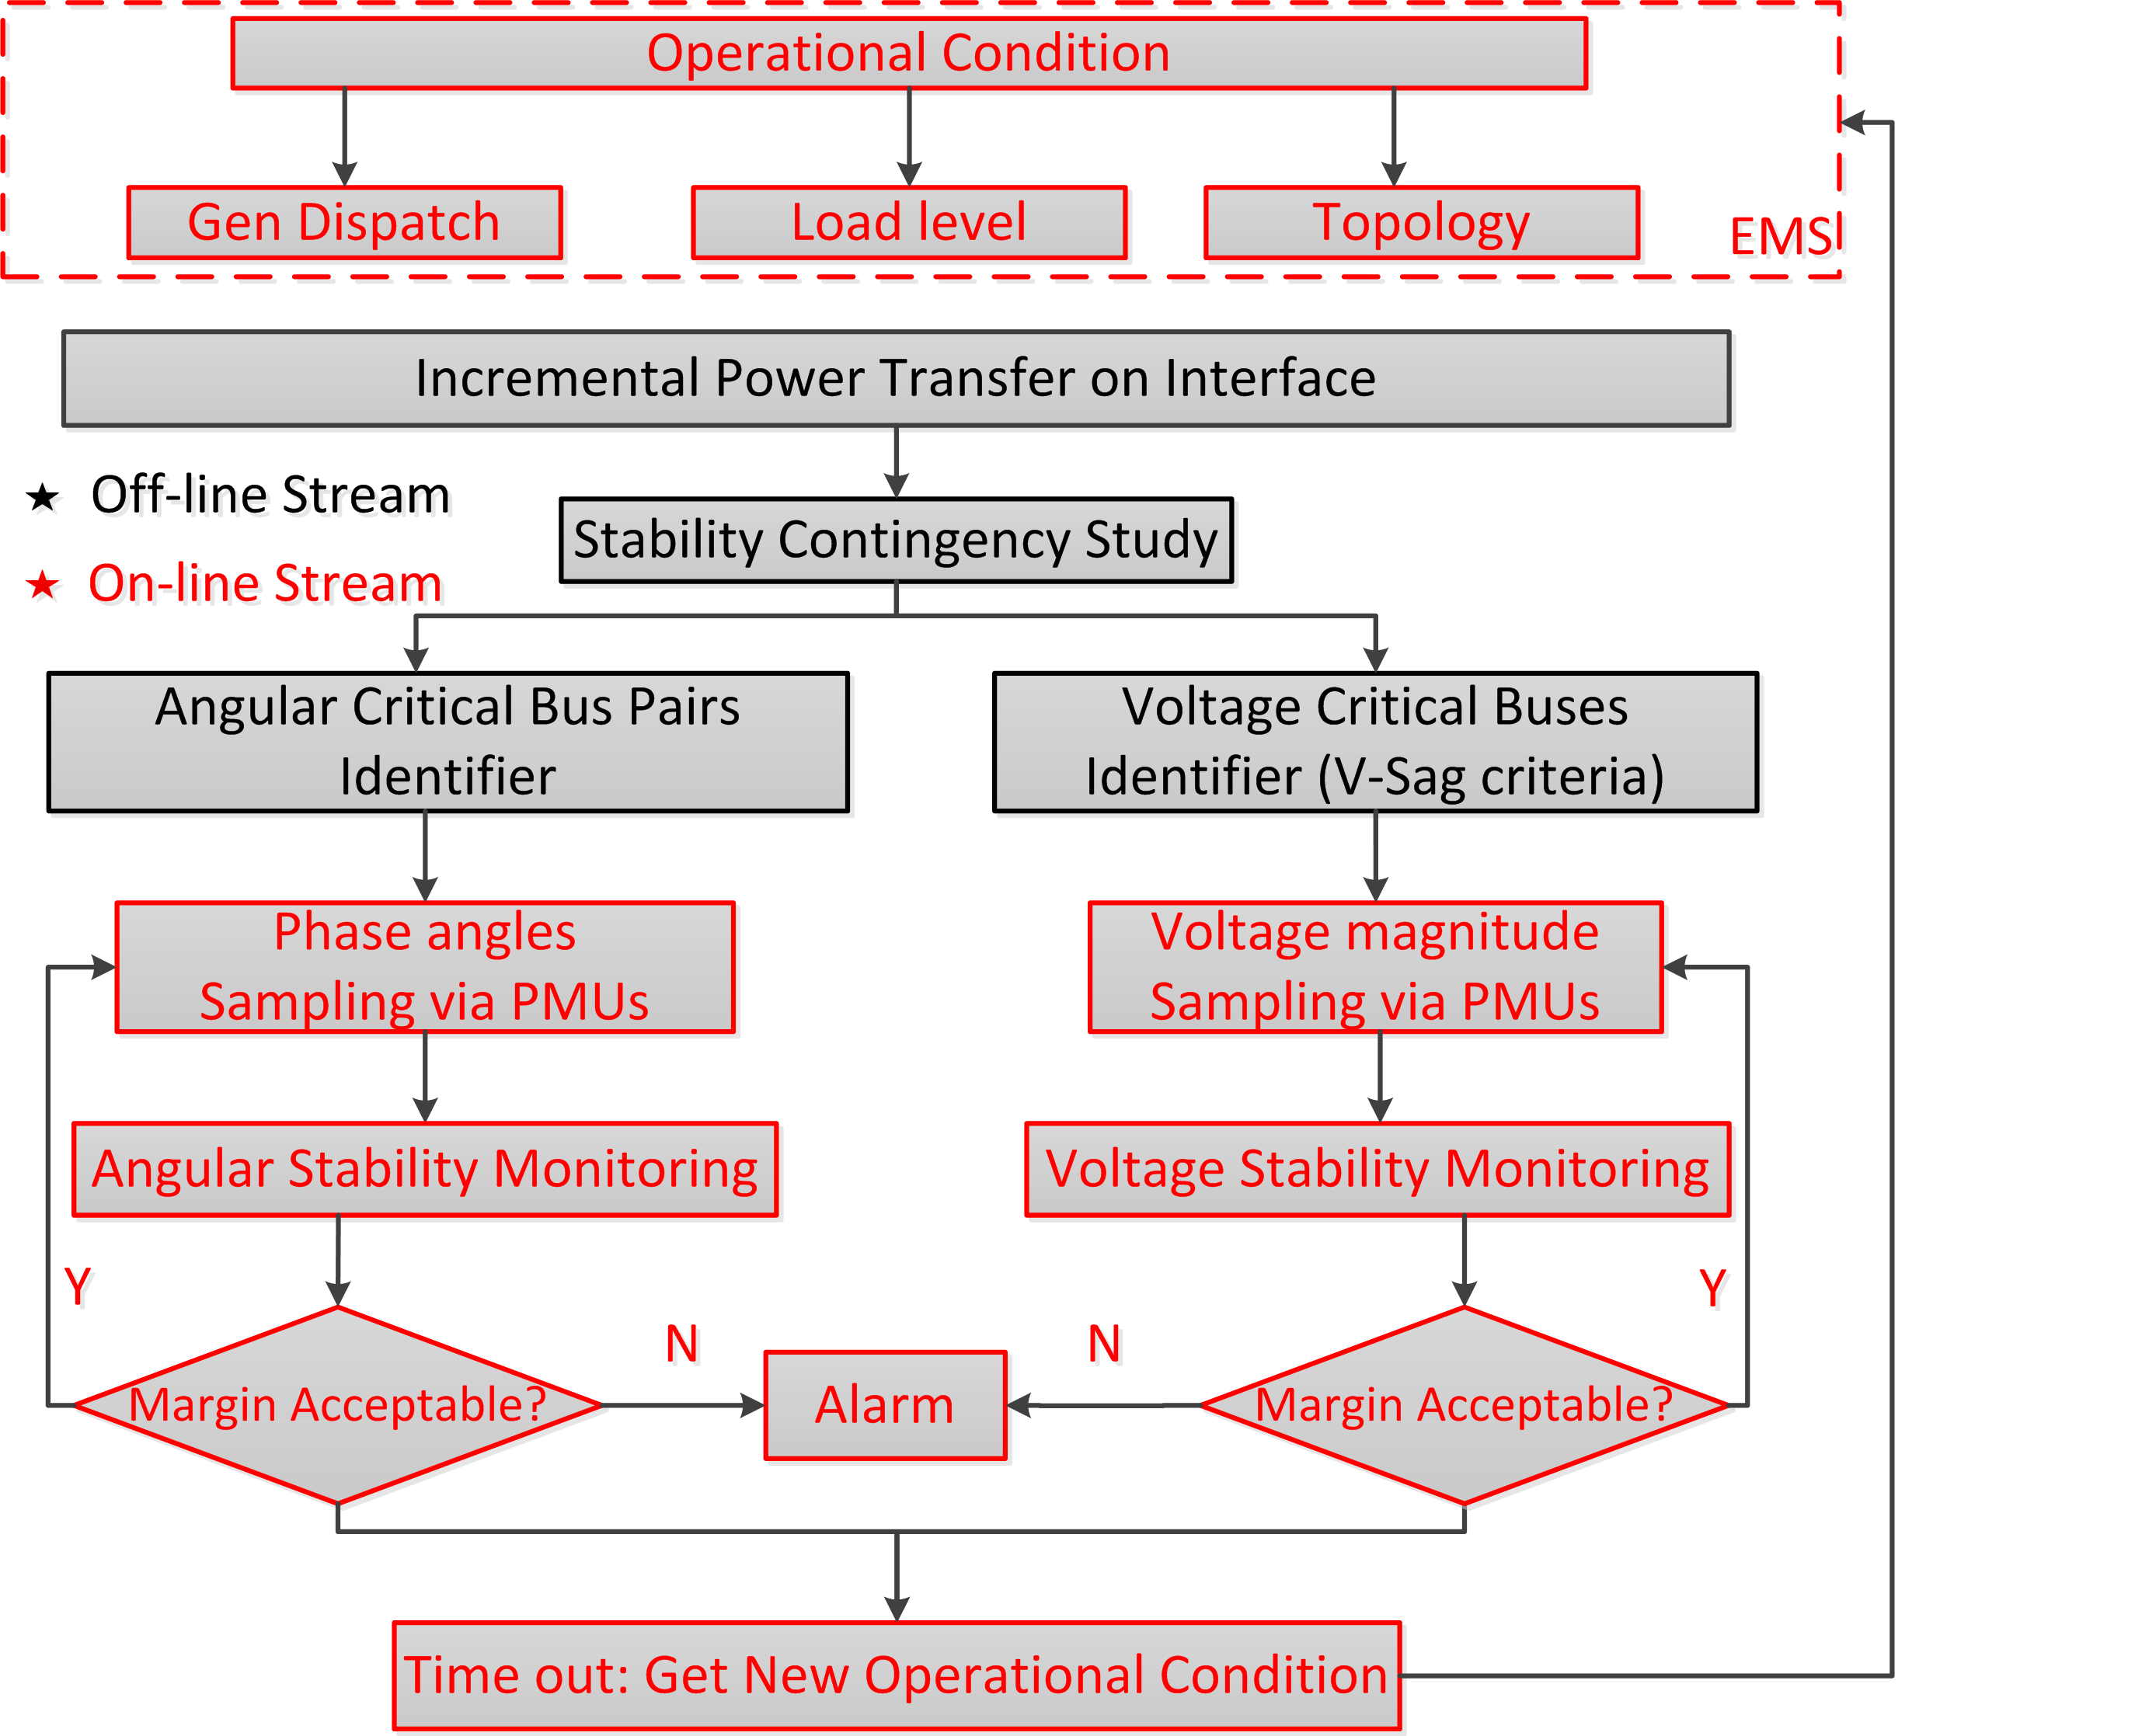 Operational Condition
Gen Dispatch
Load level
Topology
EMS
Incremental Power Transfer on Interface
★ Off-line Stream
★ On-line Stream
Stability Contingency Study
Angular Critical Bus Pairs
Identifier
Voltage Critical Buses
Identifier (V-Sag criteria)
Phase angles
Sampling via PMUs
Voltage magnitude
Sampling via PMUs
Angular Stability Monitoring
Voltage Stability Monitoring
Y
Y
N
N
Margin Acceptable?
Alarm
Margin Acceptable?
Time out: Get New Operational Condition